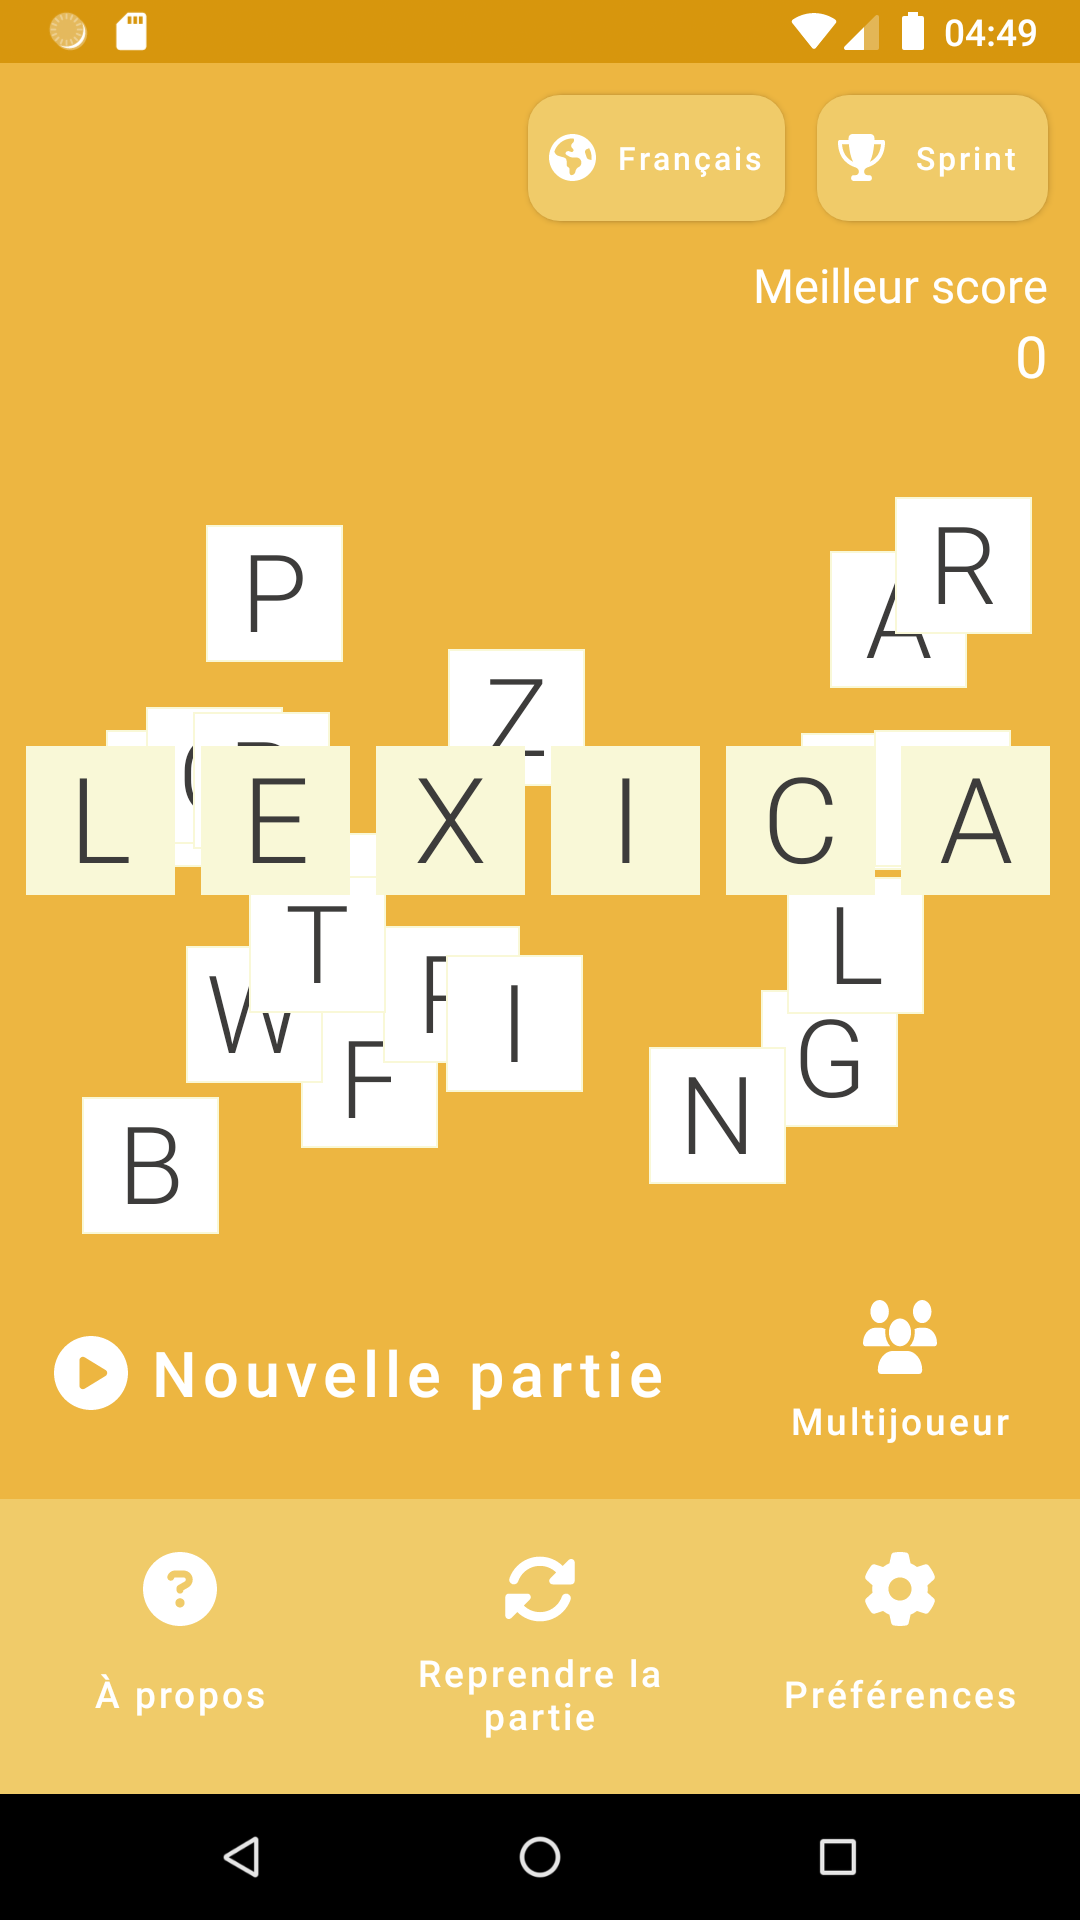 04:49
Français
Sprint
Meilleur score
0
P
R
A
Z
L E X I C A
T
L
W
I
G
F
N
B
Nouvelle partie
Multijoueur
À propos
Reprendre la
partie
Préférences